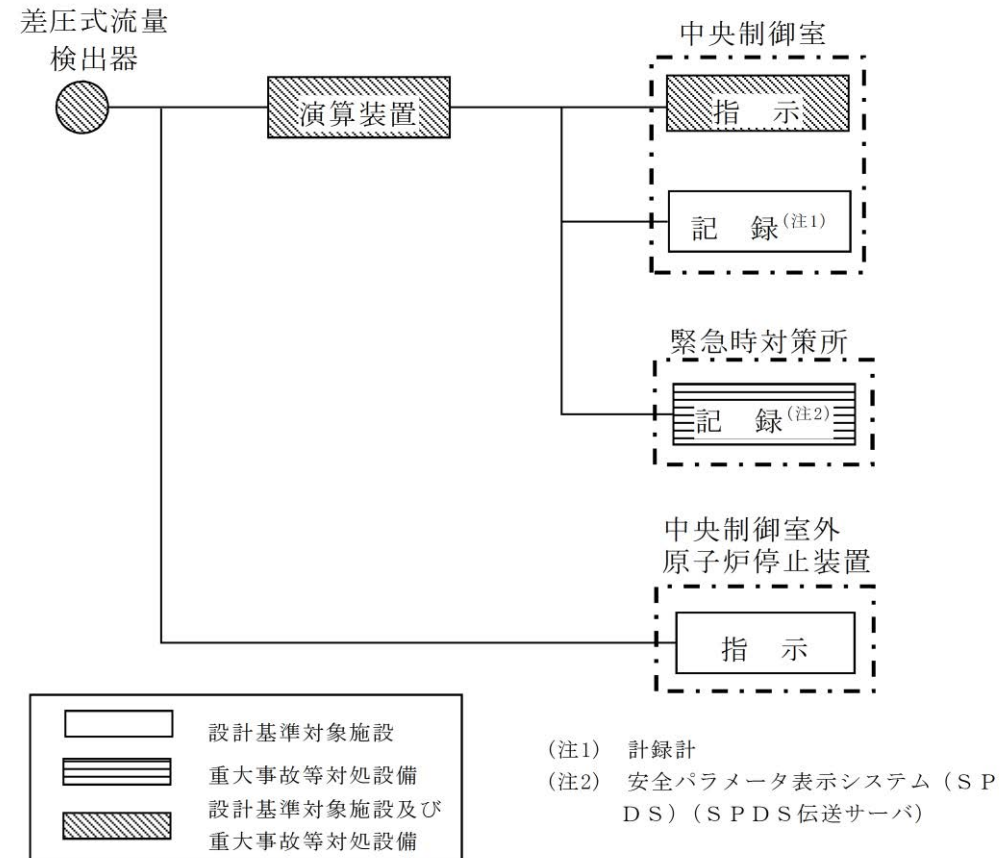 差圧式流量
検出器
中央制御室
演算装置
指　示
記　録(注1)
緊急時対策所
記　録(注2)
中央制御室外
原子炉停止装置
指　示
設計基準対象施設
重大事故等対処設備
設計基準対象施設及び
重大事故等対処設備
(注1)　計録計
(注2)　安全パラメータ表示システム（ＳＰ
ＤＳ）（ＳＰＤＳ伝送サーバ）